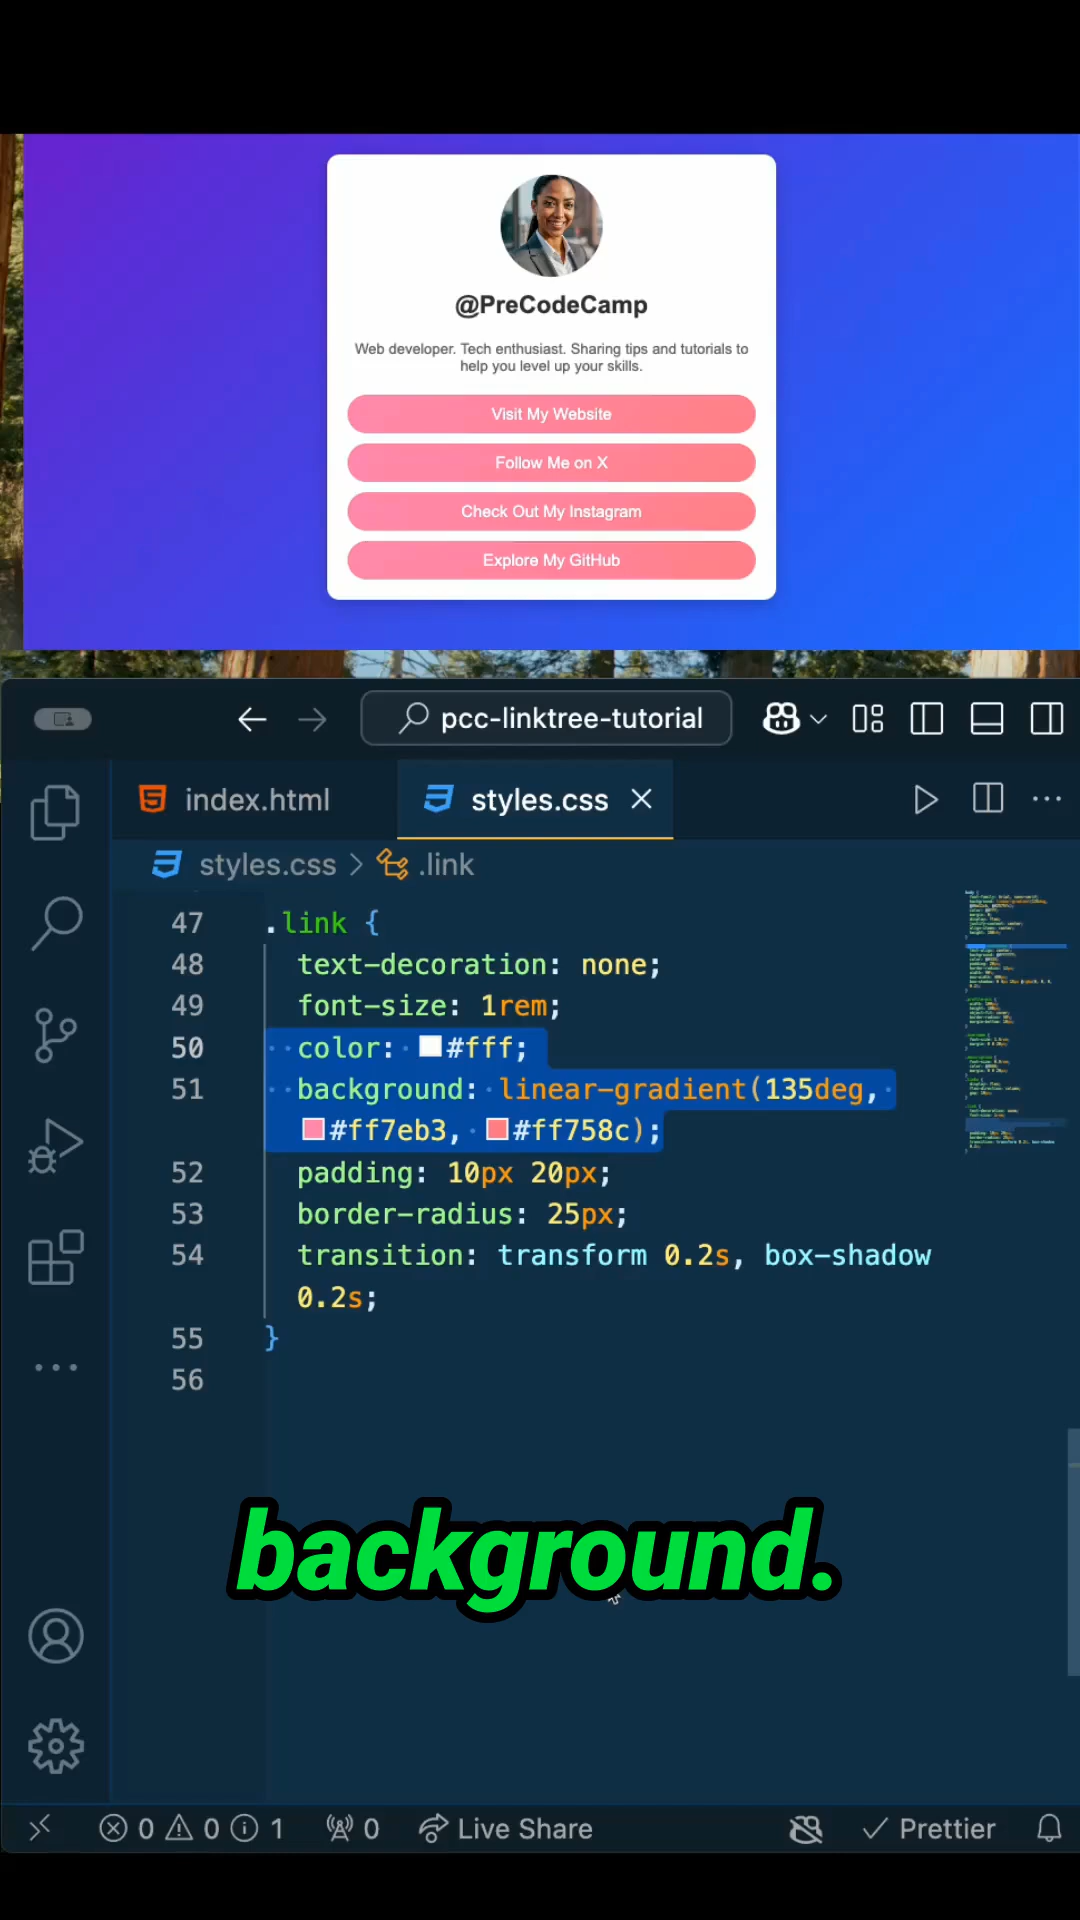 @PreCodeCamp
Web developer. Tech enthusiast. Sharing tips and tutorials to
help you level up your skills.
Visit My Website
Follow Me on X
Check Out My Instagram
Explore My GitHub
pcc-linktree-tutorial
index.html
styles.css
styles.css > .link
47 .link {
48 text-decoration: none;
49 font-size: 1rem;
50 color: #fff;
51 background: linear-gradient(135deg,
#ff7eb3, #ff758c);
52 padding: 10px 20px;
53 border-radius: 25px;
54 transition: transform 0.2s, box-shadow
0.2s;
55 }
56
background.
0 0 1 0 Live Share Prettier